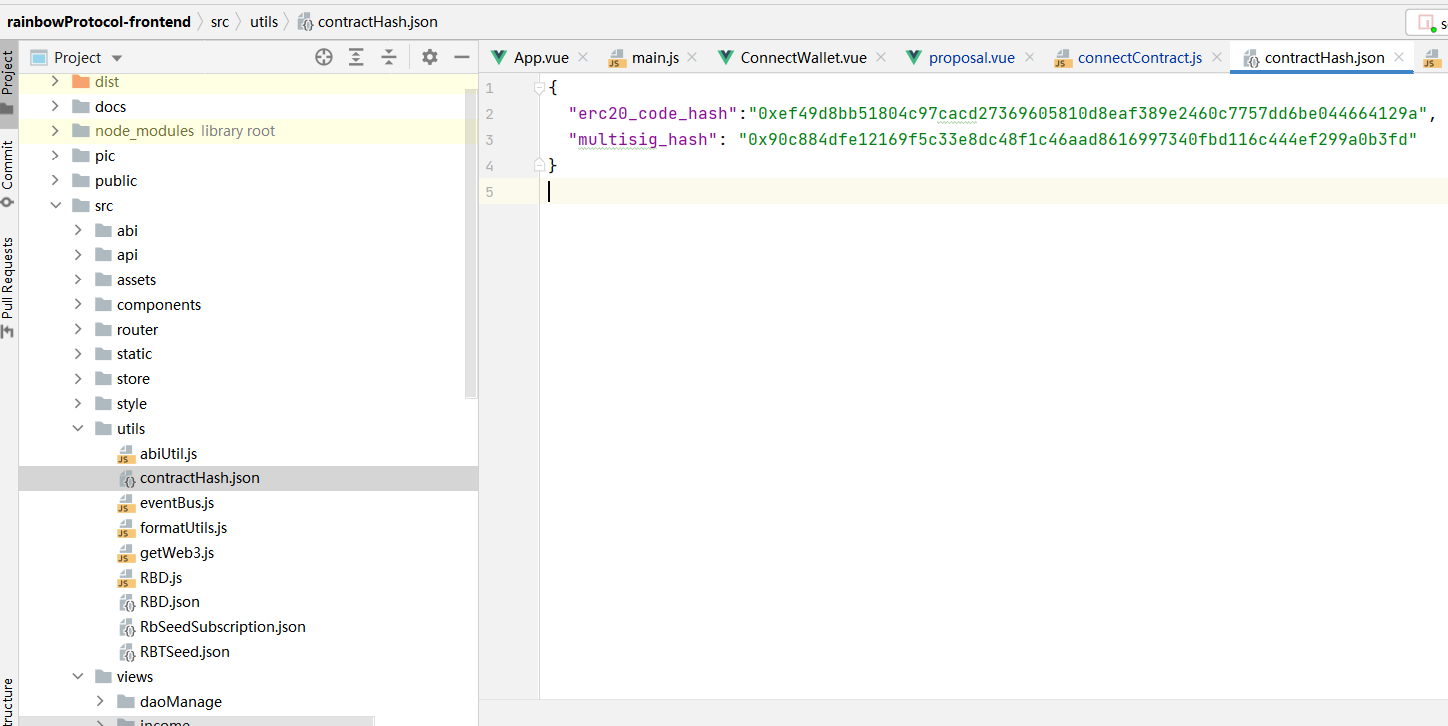 rainbowProtocol-frontend src utils contractHash.json
Project
App.vue main.js ConnectWallet.vue proposal.vue connectContract.js contractHash.json
Project
Commit
Pull Requests
dist
docs
node_modules library root
pic
public
src
abi
api
assets
components
router
static
store
style
utils
abiUtil.js
contractHash.json
eventBus.js
formatUtils.js
getWeb3.js
RBD.js
RBD.json
RbSeedSubscription.json
RBTSeed.json
views
daoManage
income
1 {
2 "erc20_code_hash":"0xef49d8bb51804c97cacd27369605810d8eaf389e2460c7757dd6be044664129a",
3 "multisig_hash": "0x90c884dfe12169f5c33e8dc48f1c46aad8616997340fbd116c444ef299a0b3fd"
4 }
5